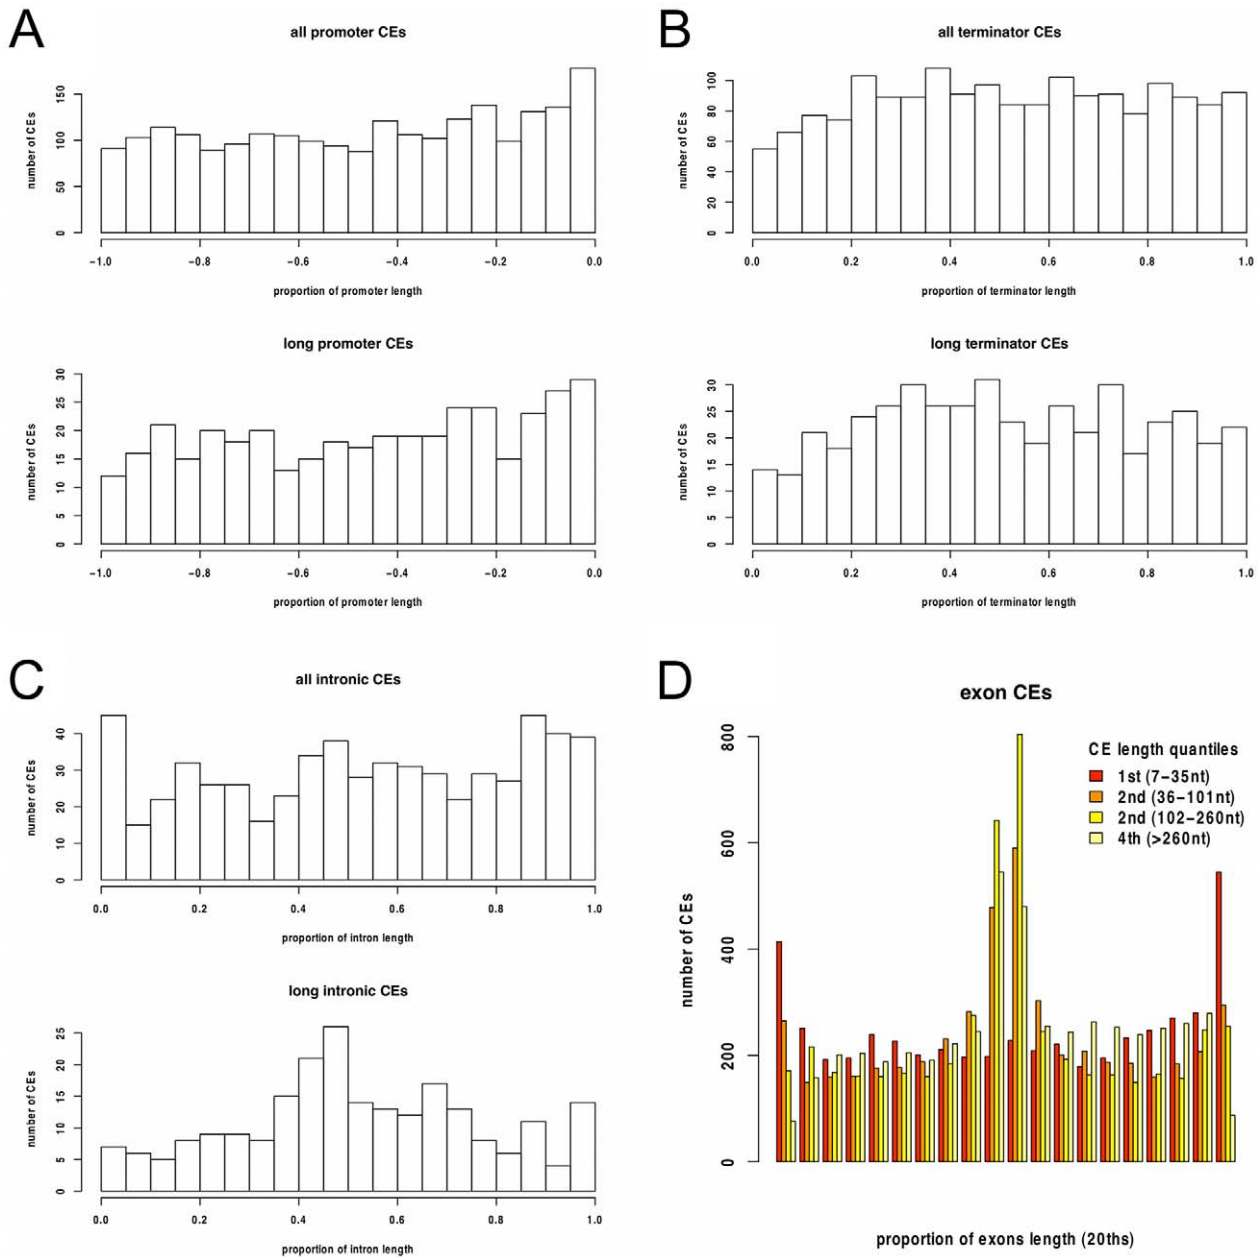 A
all promoter CEs
number of CEs
0
50
100
150
−1.0
−0.8
−0.6
−0.4
−0.2
0.0
proportion of promoter length
long promoter CEs
number of CEs
0
5
10
15
20
25
30
−1.0
−0.8
−0.6
−0.4
−0.2
0.0
proportion of promoter length
B
all terminator CEs
number of CEs
0
20
40
60
80
100
0.0
0.2
0.4
0.6
0.8
1.0
proportion of terminator length
long terminator CEs
number of CEs
0
5
10
15
20
25
30
0.0
0.2
0.4
0.6
0.8
1.0
proportion of terminator length
C
all intronic CEs
number of CEs
0
10
20
30
40
0.0
0.2
0.4
0.6
0.8
1.0
proportion of intron length
long intronic CEs
number of CEs
0
5
10
15
20
25
0.0
0.2
0.4
0.6
0.8
1.0
proportion of intron length
D
exon CEs
number of CEs
0
200
400
600
800
CE length quantiles
1st (7−35nt)
2nd (36−101nt)
2nd (102−260nt)
4th (>260nt)
proportion of exons length (20ths)